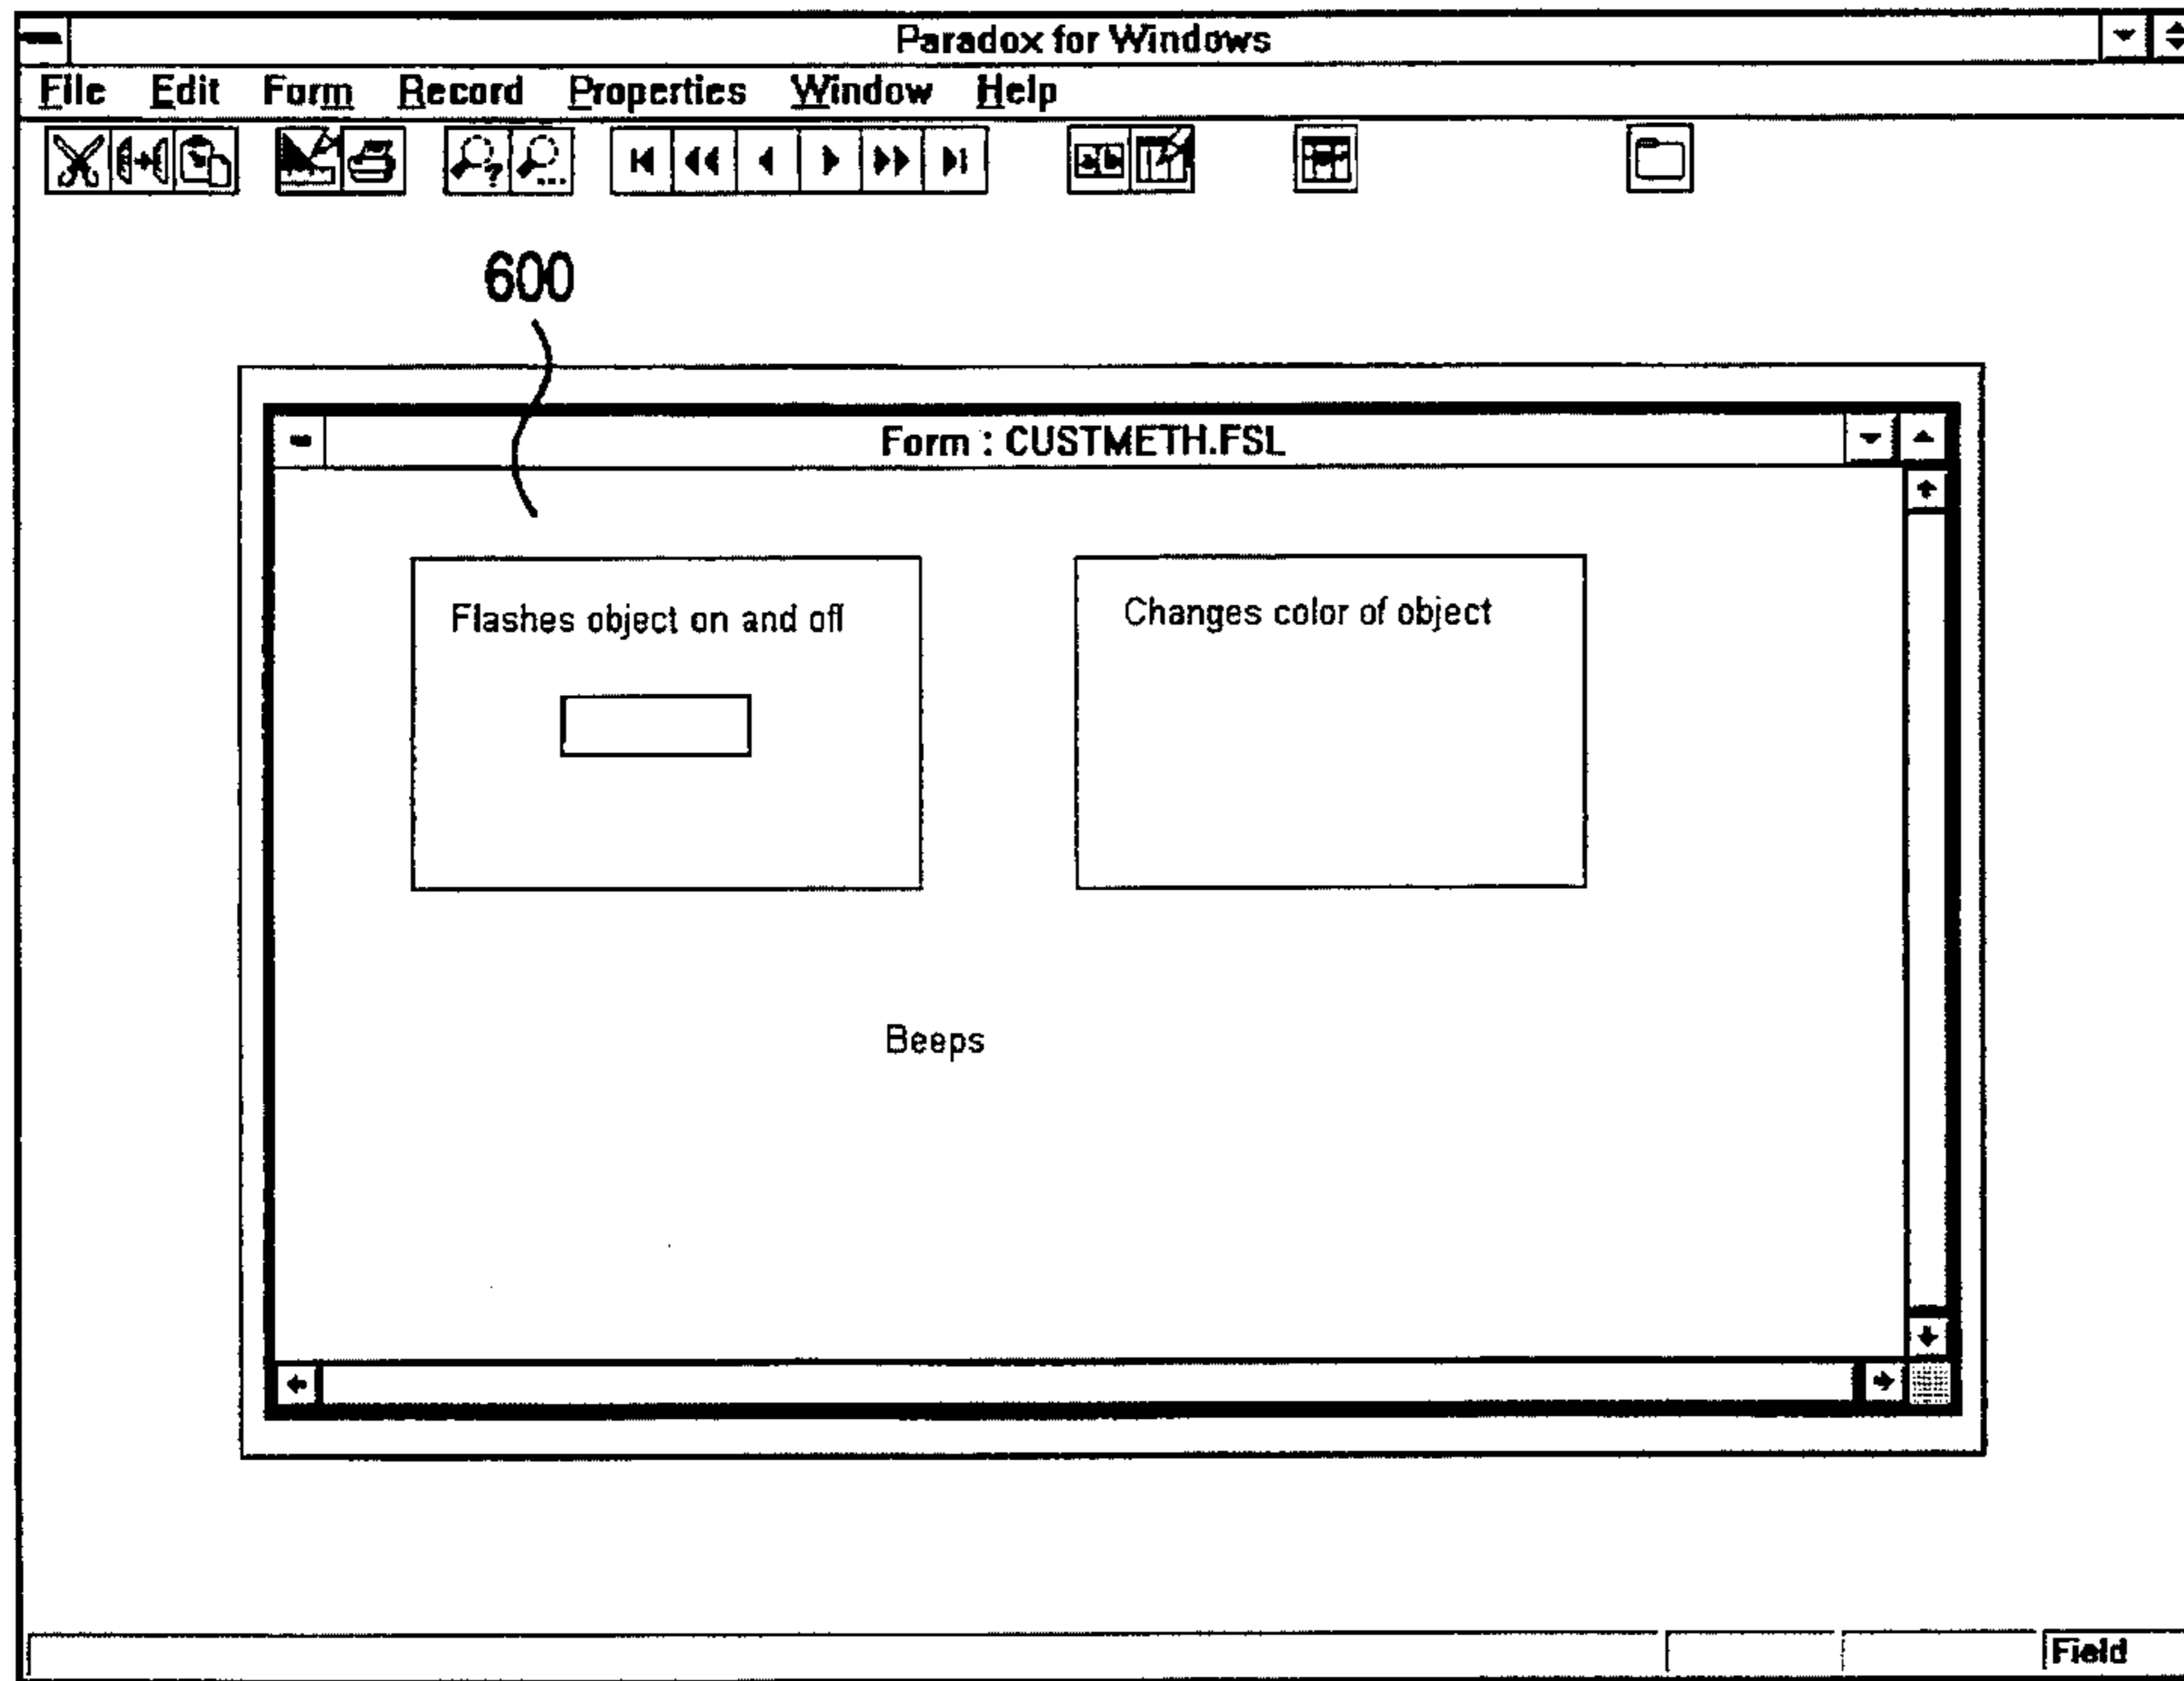 Paradox for Windows
File Edit Form Record Properties Window Help
600
Form : CUSTMETH.FSL
Flashes object on and off
Changes color of object
Beeps
Field